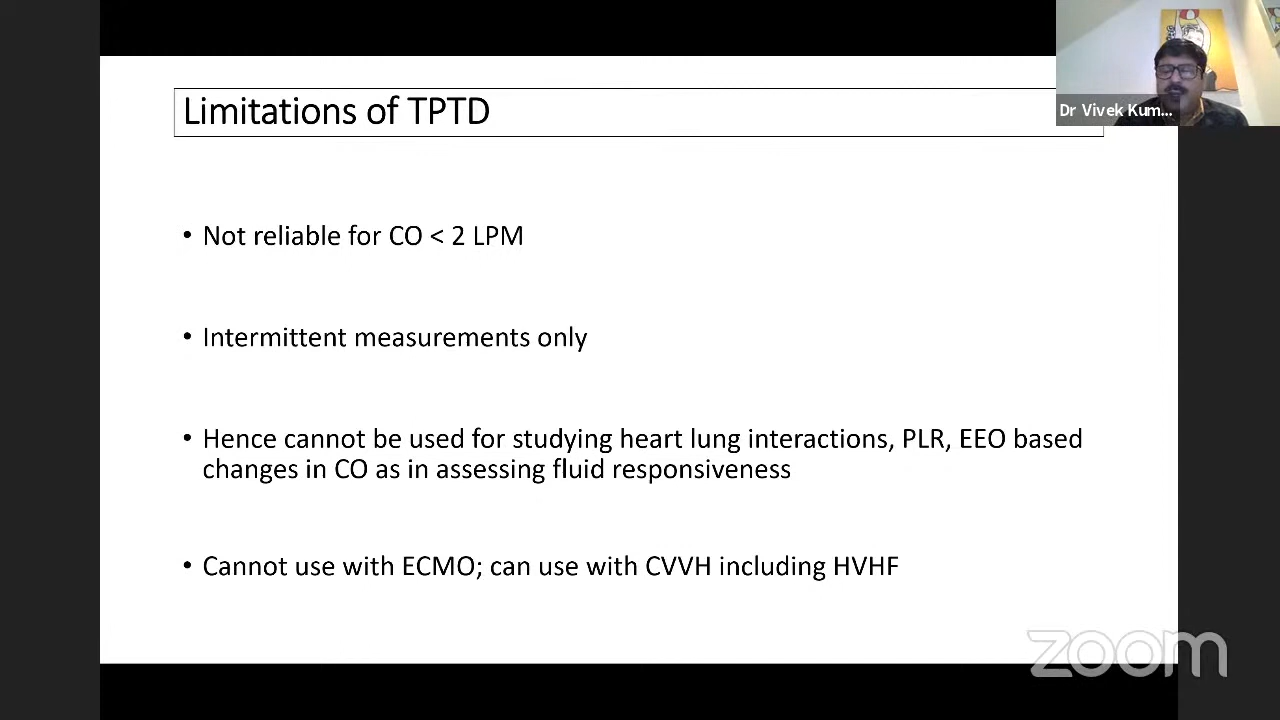 Limitations of TPTD
Dr Vivek Kum...
• Not reliable for CO < 2 LPM
• Intermittent measurements only
• Hence cannot be used for studying heart lung interactions, PLR, EEO based
changes in CO as in assessing fluid responsiveness
• Cannot use with ECMO; can use with CVVH including HVHF
zoom